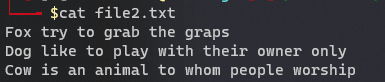 $cat file2.txt
Fox try to grab the graps
Dog like to play with their owner only
Cow is an animal to whom people worship